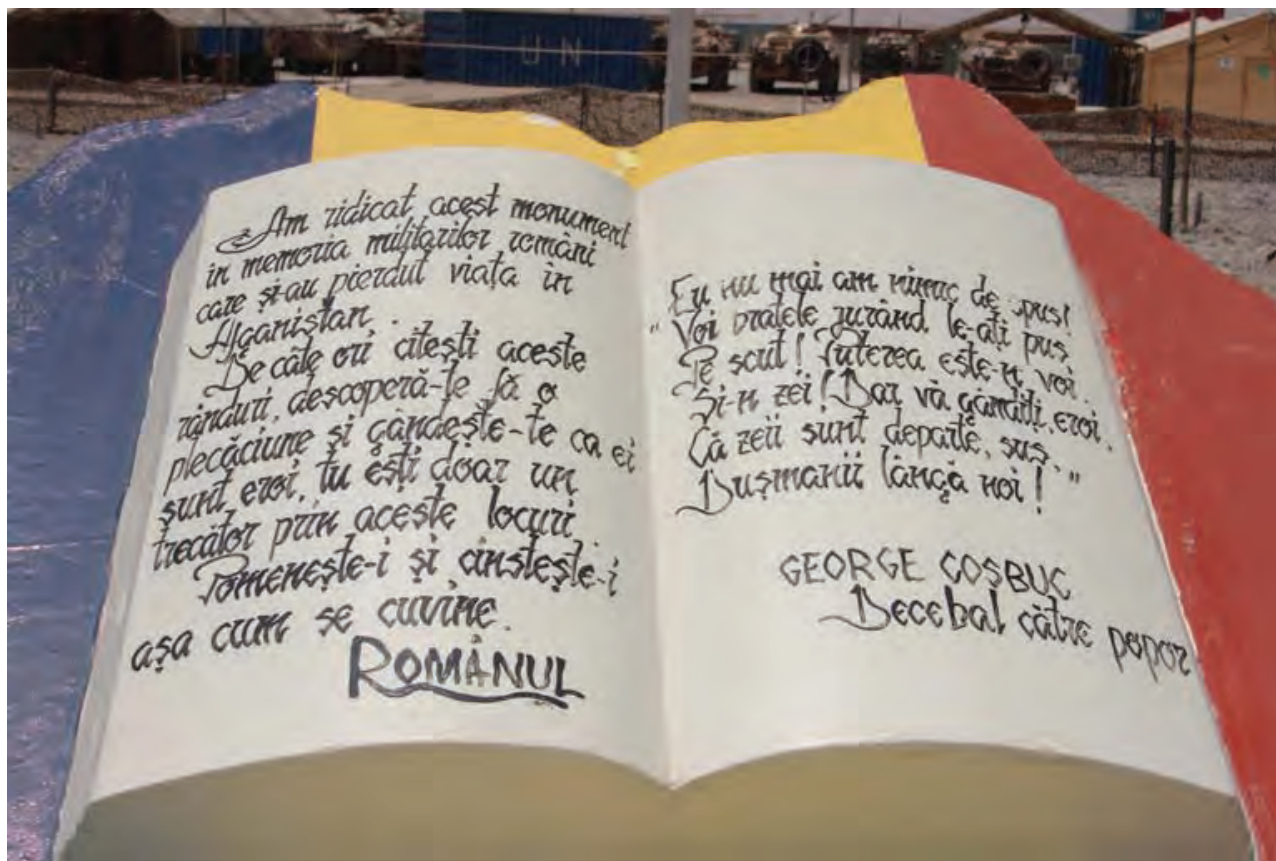 UN
Am ridicat acest monument
in memoria militarilor români
care și-au pierdut viața in
Afganistan.
De câte ori citești aceste
rânduri, descoperă-te, fă o
plecăciune și gândește-te ca ei
sunt eroi, tu ești doar un
trecător prin aceste locuri.
Pomenește-i și cinstește-i
așa cum se cuvine.
ROMÂNUL
Eu nu mai am nimic de spus!
"Voi brațele jurând le-ați pus
Pe scut! Puterea este-n voi
Și-n zei! Dar vă gândiți, eroi,
Că zeii sunt departe, sus,
Dușmanii lângă noi!"
GEORGE COȘBUC
Decebal către popor